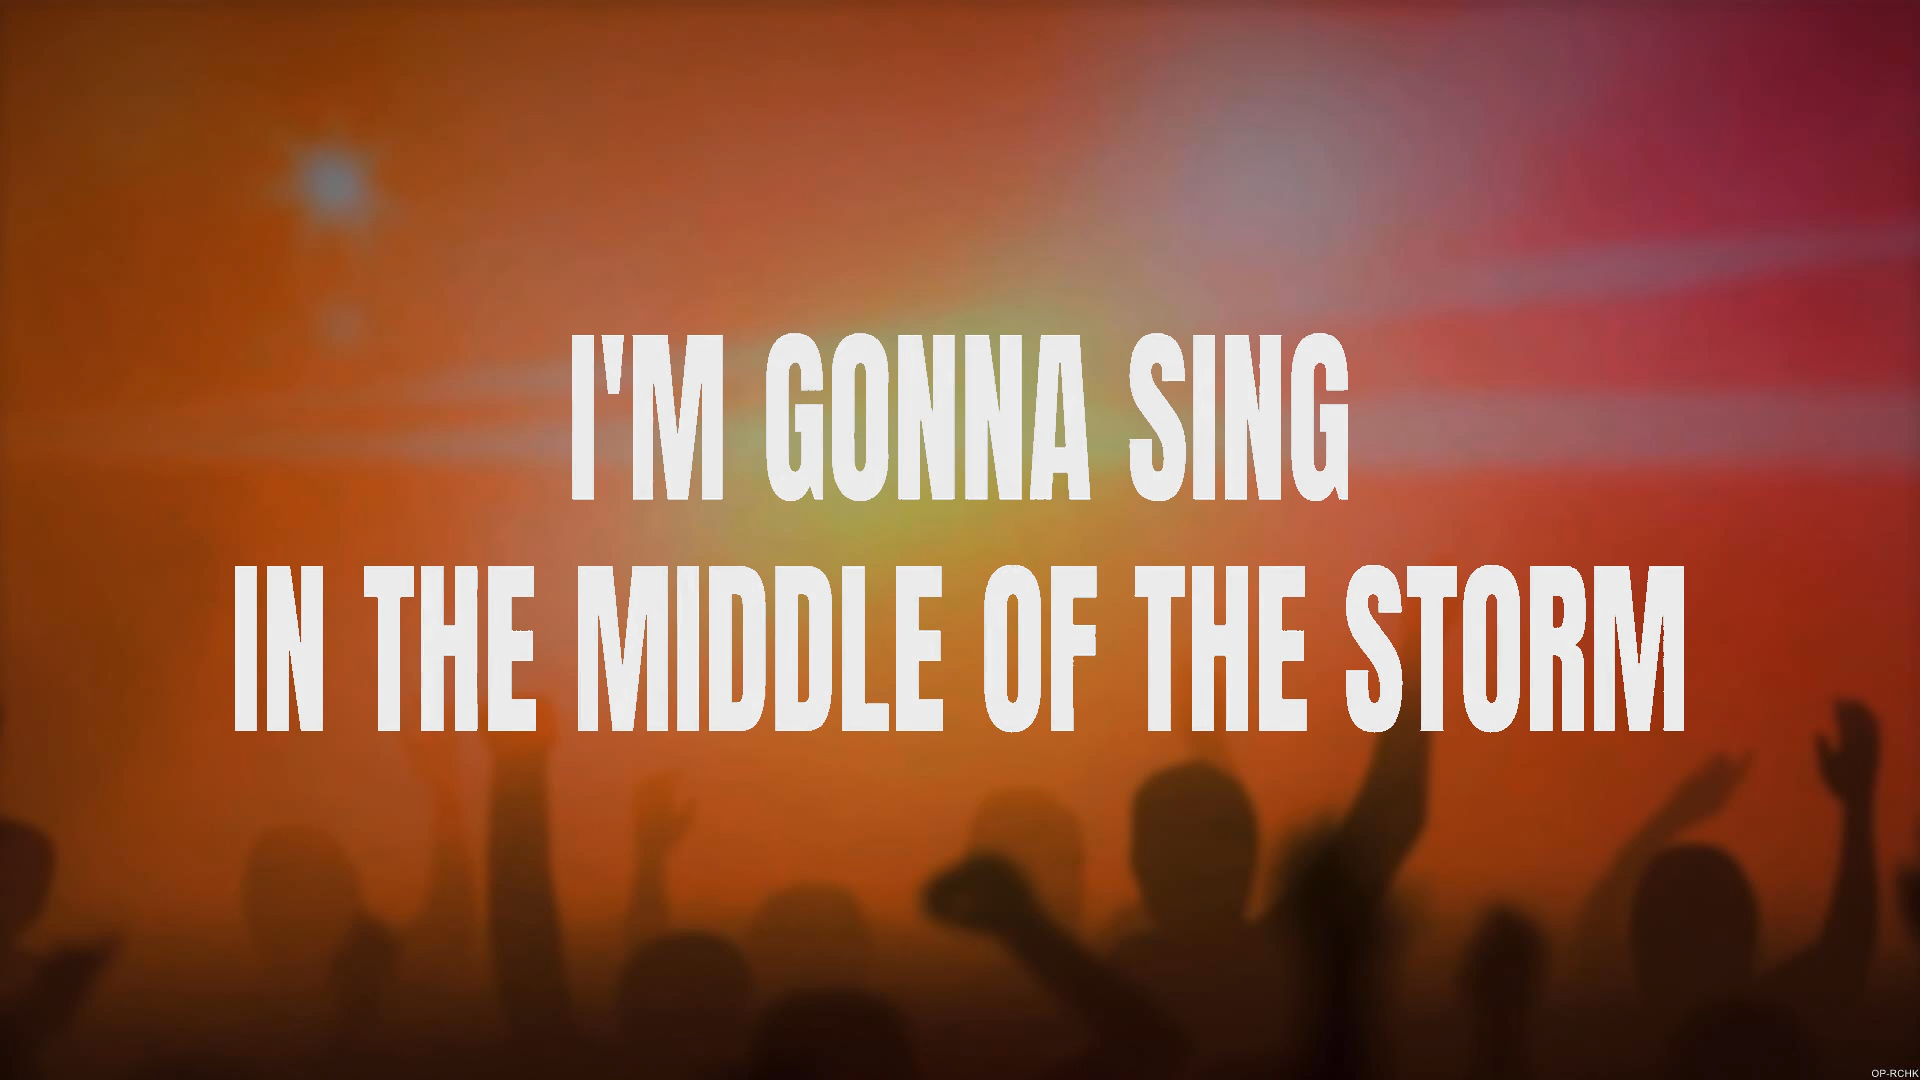 I'M GONNA SING
IN THE MIDDLE OF THE STORM
OP-RCHK